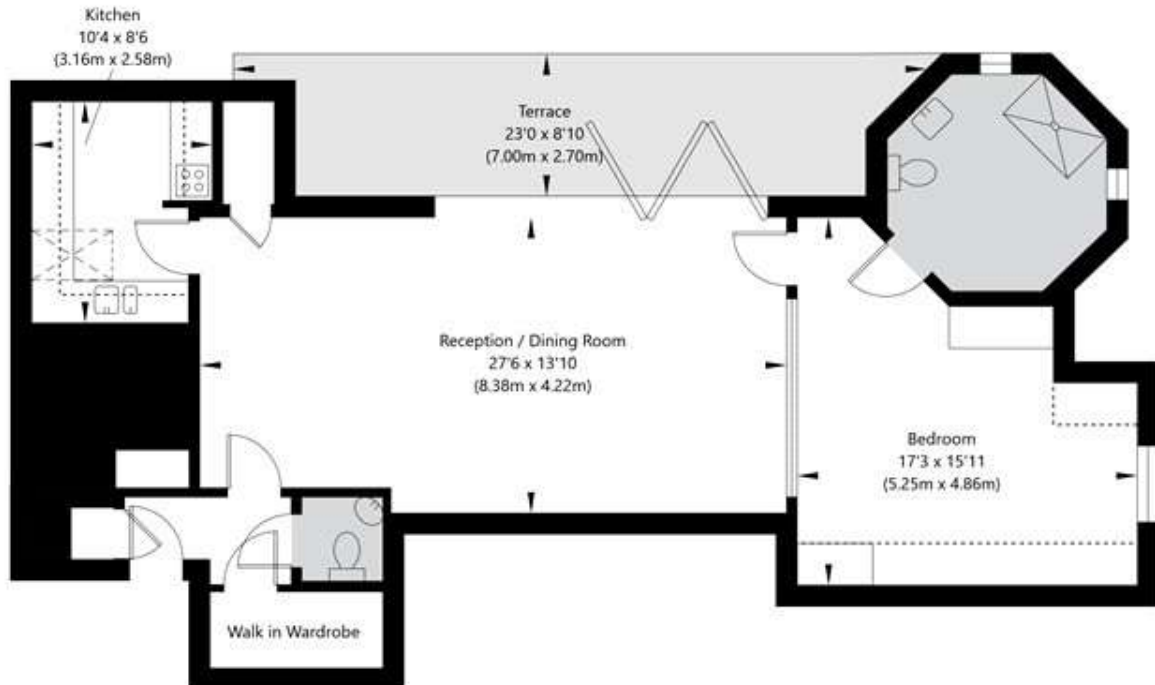 Kitchen
10'4 x 8'6
(3.16m x 2.58m)
Terrace
23'0 x 8'10
(7.00m x 2.70m)
Reception / Dining Room
27'6 x 13'10
(8.38m x 4.22m)
Bedroom
17'3 x 15'11
(5.25m x 4.86m)
Walk in Wardrobe